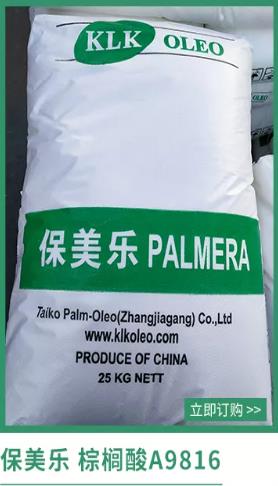 KLK OLEO
保美乐 PALMERA
Taiko Palm-Oleo(Zhangjiagang) Co.,Ltd
www.klkoleo.com
PRODUCE OF CHINA
25 KG NETT
立即订购 >>
保美乐 棕榈酸A9816